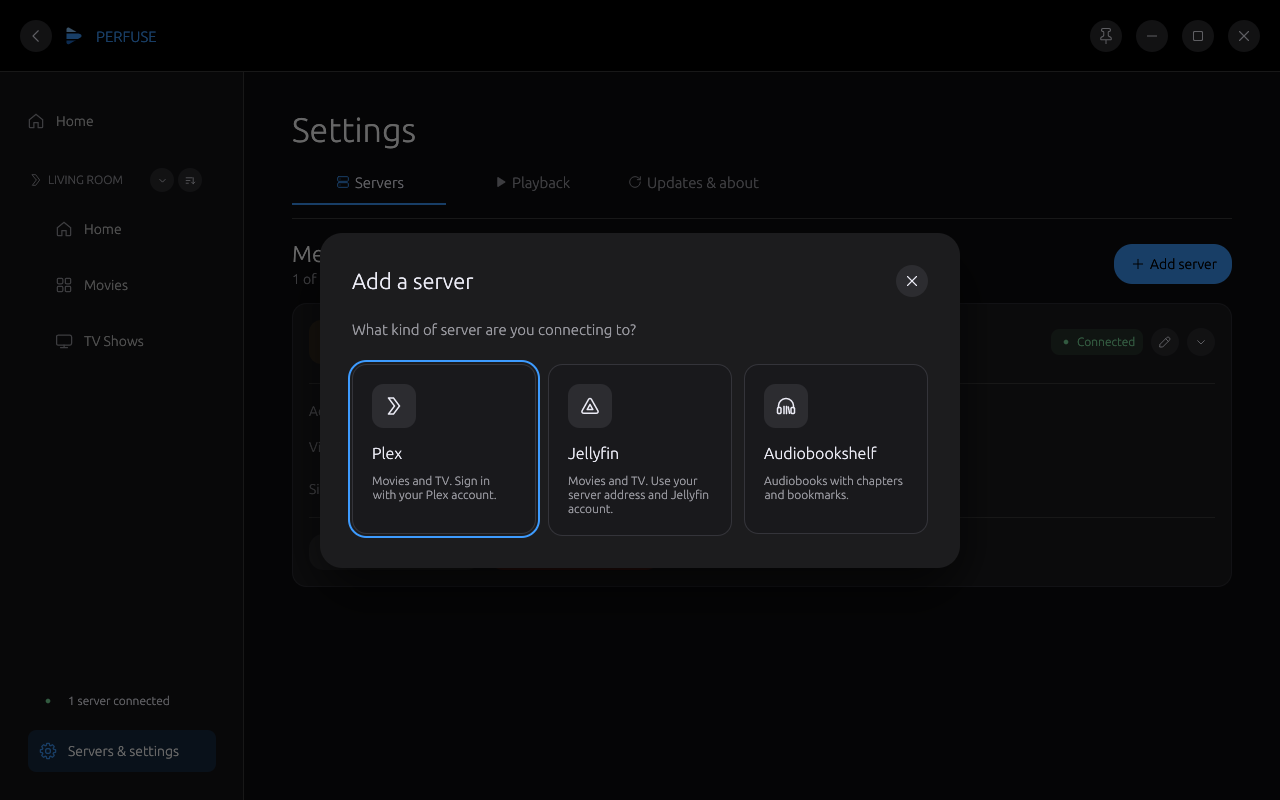 PERFUSE
Home
LIVING ROOM
Home
Movies
TV Shows
1 server connected
Servers & settings
Settings
Servers
Playback
Updates & about
Me
1 of
Add server
Connected
Add a server
What kind of server are you connecting to?
Plex
Movies and TV. Sign in
with your Plex account.
Jellyfin
Movies and TV. Use your
server address and Jellyfin
account.
Audiobookshelf
Audiobooks with chapters
and bookmarks.